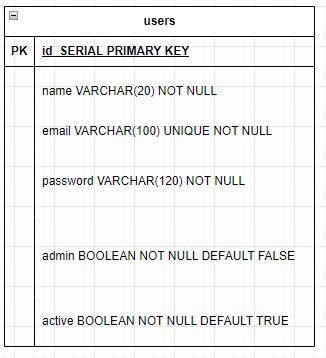 users
PK id SERIAL PRIMARY KEY
name VARCHAR(20) NOT NULL
email VARCHAR(100) UNIQUE NOT NULL
password VARCHAR(120) NOT NULL
admin BOOLEAN NOT NULL DEFAULT FALSE
active BOOLEAN NOT NULL DEFAULT TRUE